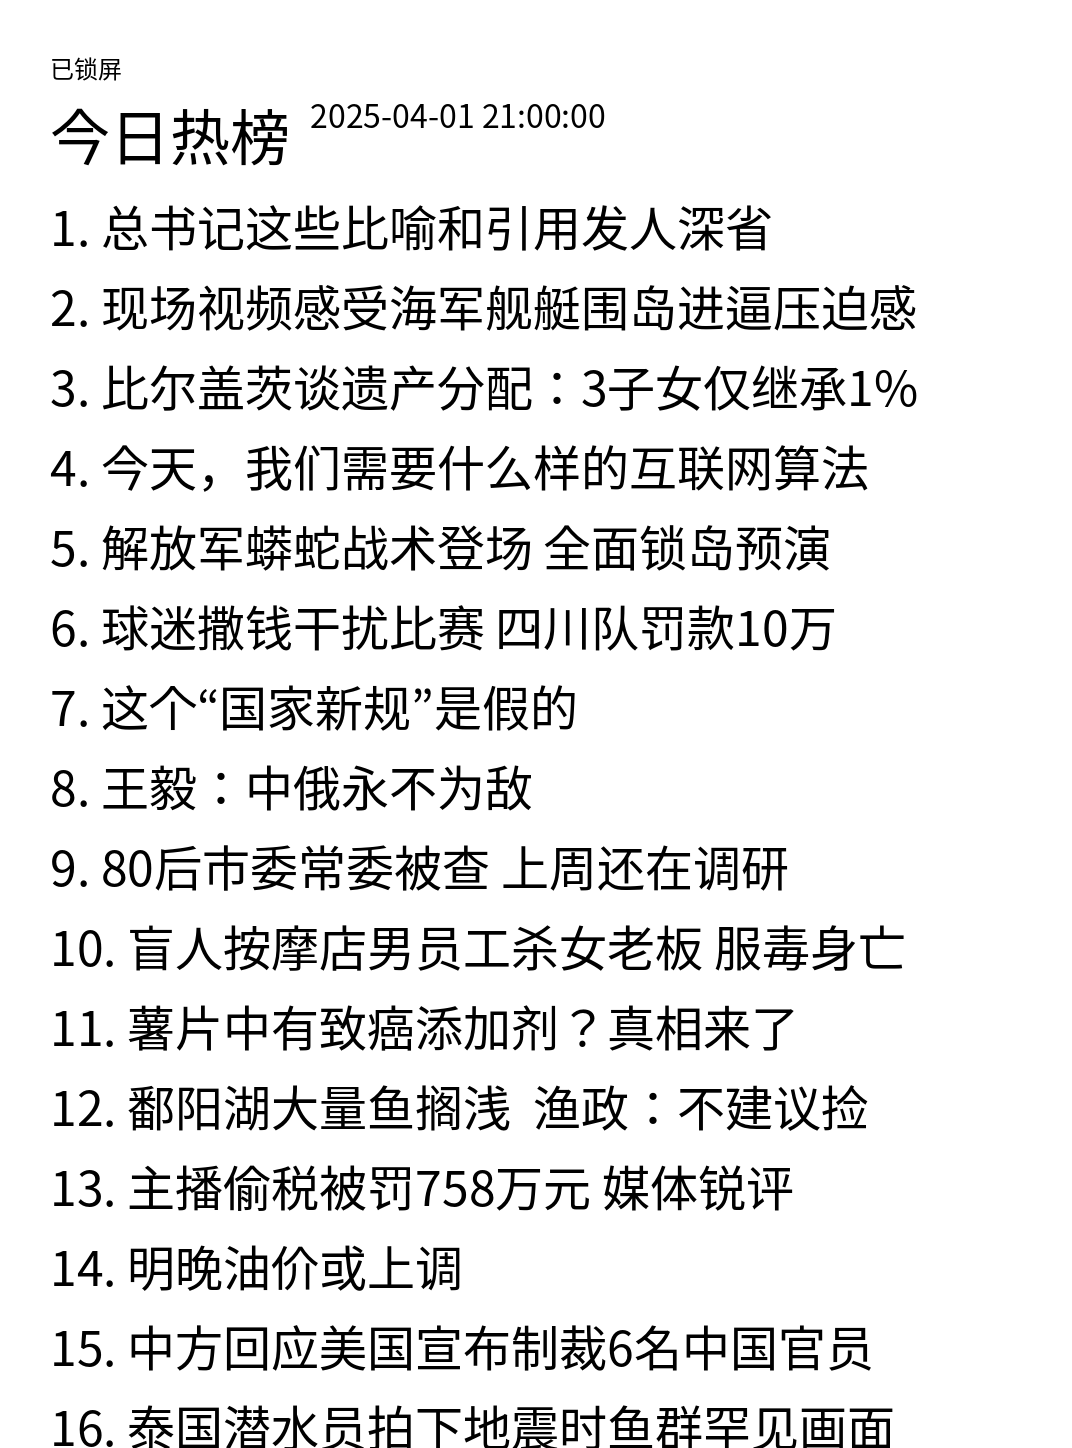 已锁屏
今日热榜 2025-04-01 21:00:00
1. 总书记这些比喻和引用发人深省
2. 现场视频感受海军舰艇围岛进逼压迫感
3. 比尔盖茨谈遗产分配：3子女仅继承1%
4. 今天，我们需要什么样的互联网算法
5. 解放军蟒蛇战术登场 全面锁岛预演
6. 球迷撒钱干扰比赛 四川队罚款10万
7. 这个“国家新规”是假的
8. 王毅：中俄永不为敌
9. 80后市委常委被查 上周还在调研
10. 盲人按摩店男员工杀女老板 服毒身亡
11. 薯片中有致癌添加剂？真相来了
12. 鄱阳湖大量鱼搁浅 渔政：不建议捡
13. 主播偷税被罚758万元 媒体锐评
14. 明晚油价或上调
15. 中方回应美国宣布制裁6名中国官员
16. 泰国潜水员拍下地震时鱼群罕见画面